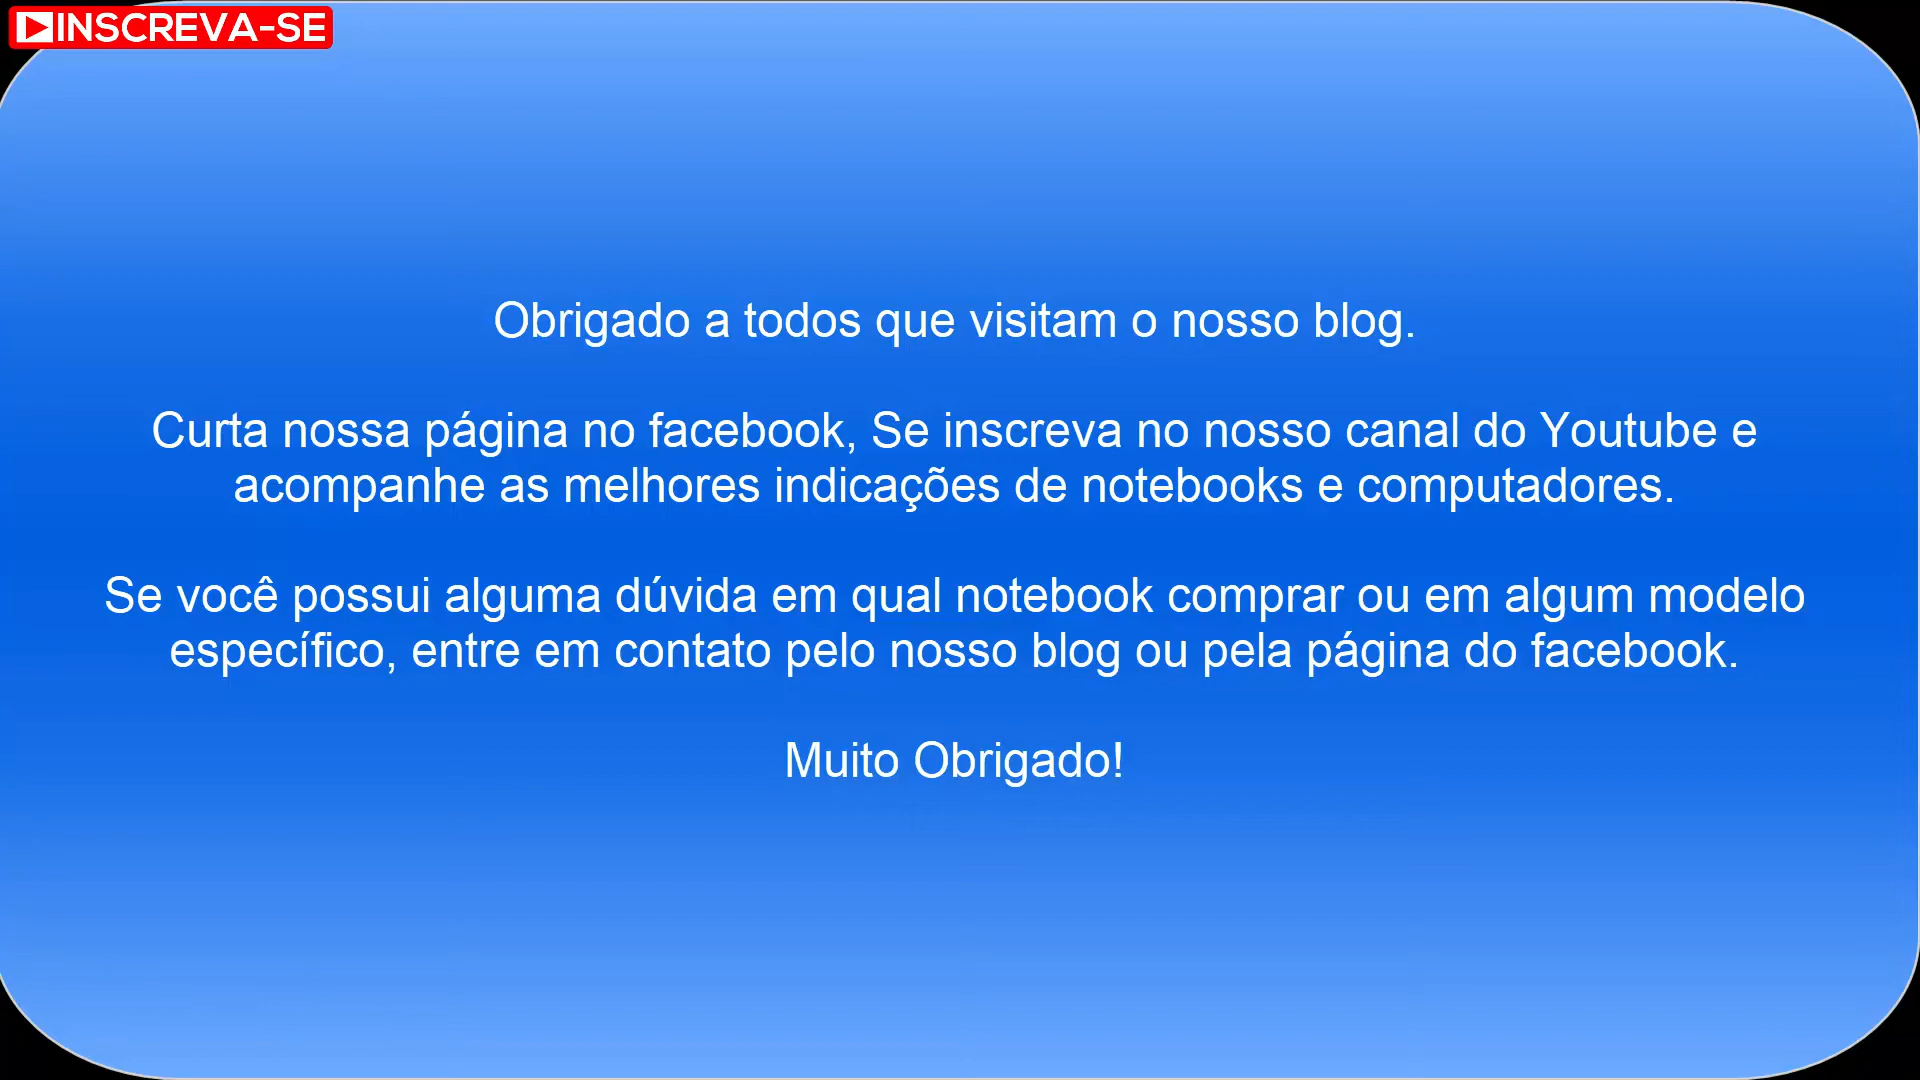 INSCREVA-SE
Obrigado a todos que visitam o nosso blog.
Curta nossa página no facebook, Se inscreva no nosso canal do Youtube e
acompanhe as melhores indicações de notebooks e computadores.
Se você possui alguma dúvida em qual notebook comprar ou em algum modelo
específico, entre em contato pelo nosso blog ou pela página do facebook.
Muito Obrigado!